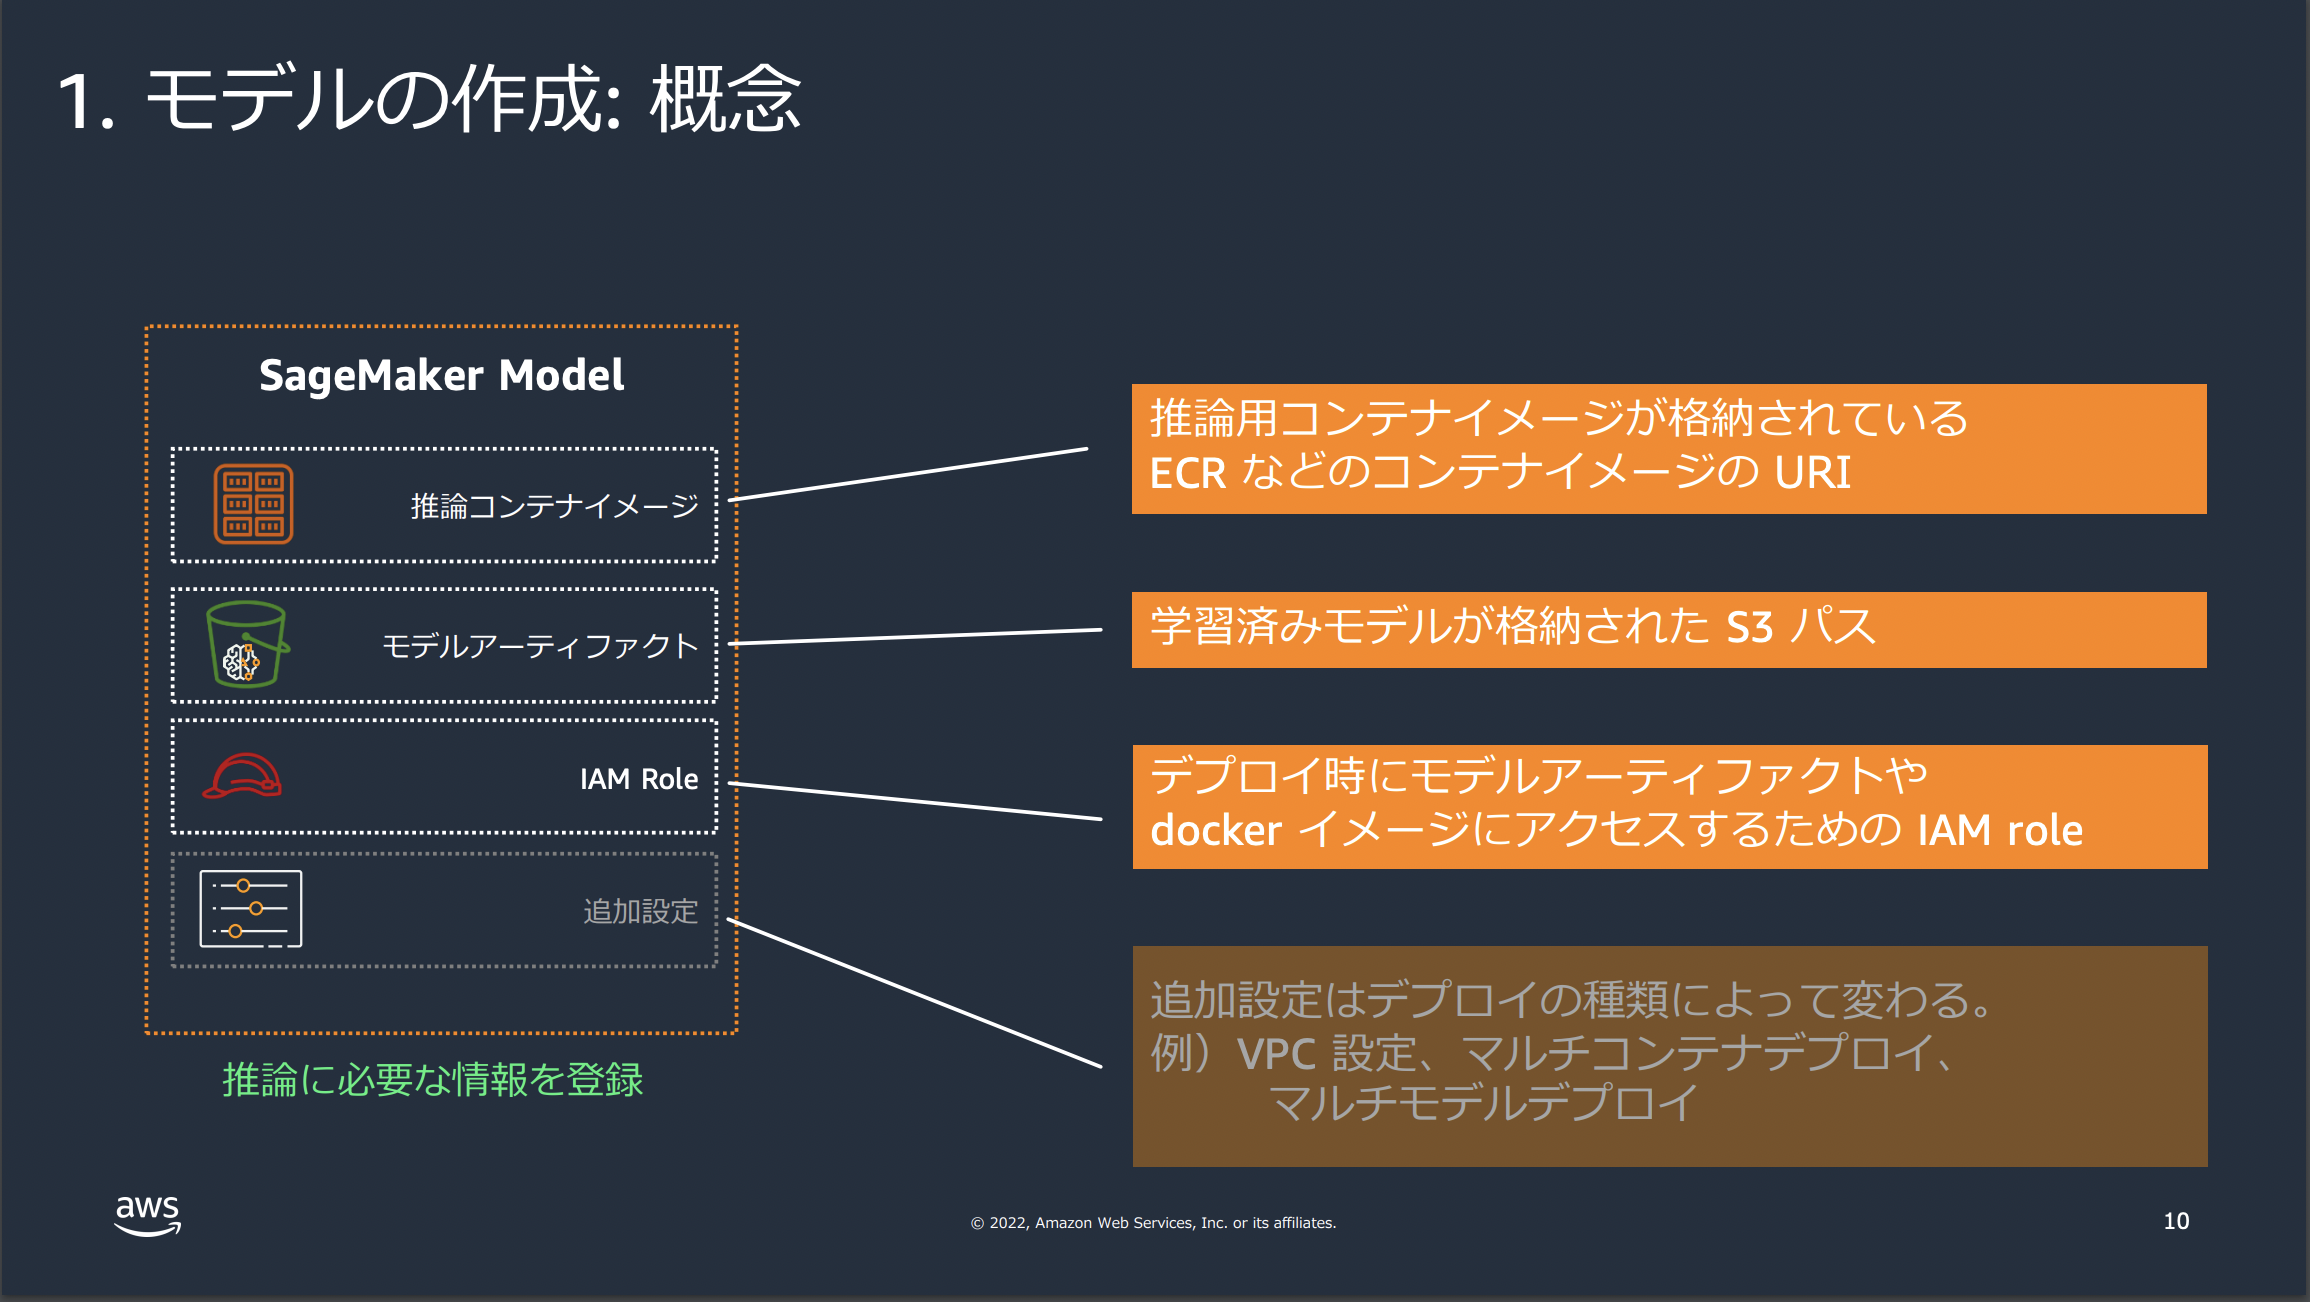 1. モデルの作成: 概念
SageMaker Model
推論コンテナイメージ
モデルアーティファクト
IAM Role
追加設定
推論に必要な情報を登録
推論用コンテナイメージが格納されている
ECR などのコンテナイメージの URI
学習済みモデルが格納された S3 パス
デプロイ時にモデルアーティファクトや
docker イメージにアクセスするための IAM role
追加設定はデプロイの種類によって変わる。
例）VPC 設定、マルチコンテナデプロイ、
マルチモデルデプロイ
aws
© 2022, Amazon Web Services, Inc. or its affiliates.
10